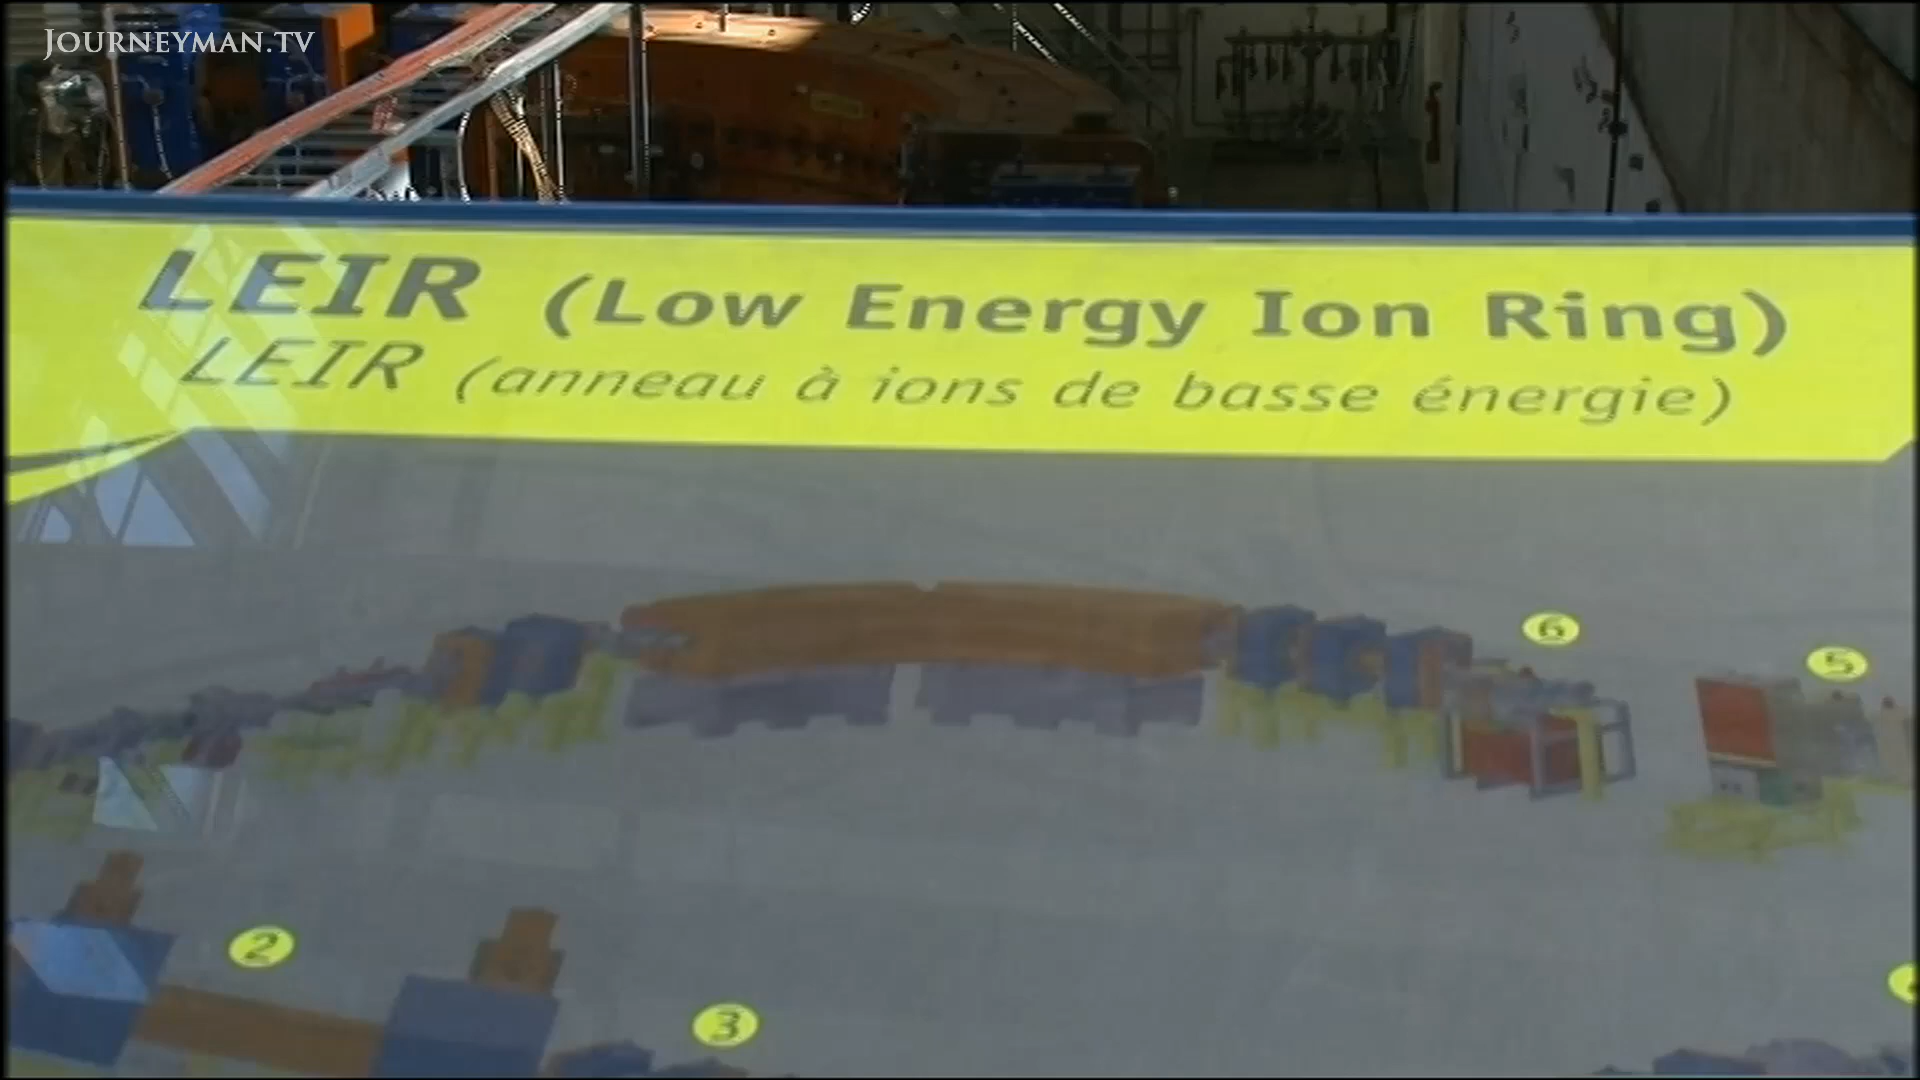 JOURNEYMAN.TV
LEIR (Low Energy Ion Ring)
LEIR (anneau à ions de basse énergie)
6
5
2
3